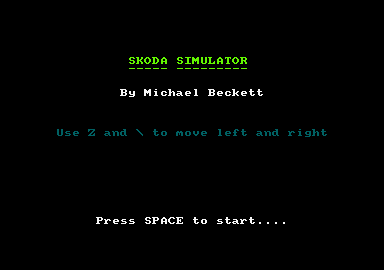 SKODA SIMULATOR
By Michael Beckett
Use Z and \ to move left and right
Press SPACE to start....